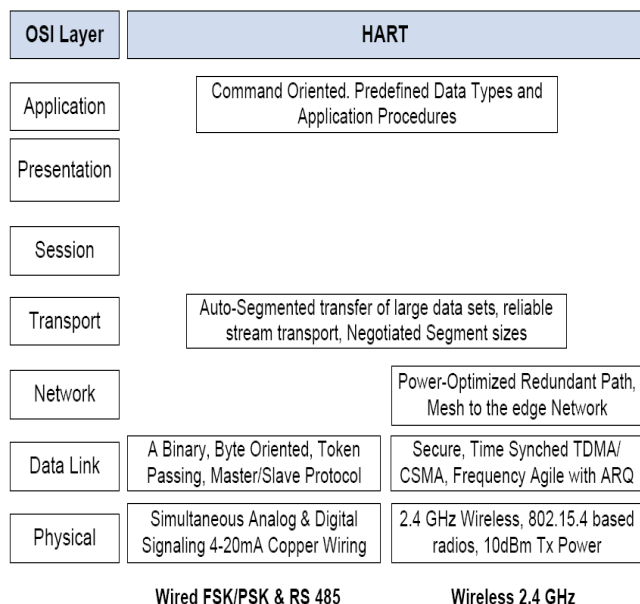 OSI Layer
HART
Application
Command Oriented. Predefined Data Types and
Application Procedures
Presentation
Session
Transport
Auto-Segmented transfer of large data sets, reliable
stream transport, Negotiated Segment sizes
Network
Power-Optimized Redundant Path,
Mesh to the edge Network
Data Link
A Binary, Byte Oriented, Token
Passing, Master/Slave Protocol
Secure, Time Synched TDMA/
CSMA, Frequency Agile with ARQ
Physical
Simultaneous Analog & Digital
Signaling 4-20mA Copper Wiring
2.4 GHz Wireless, 802.15.4 based
radios, 10dBm Tx Power
Wired FSK/PSK & RS 485
Wireless 2.4 GHz